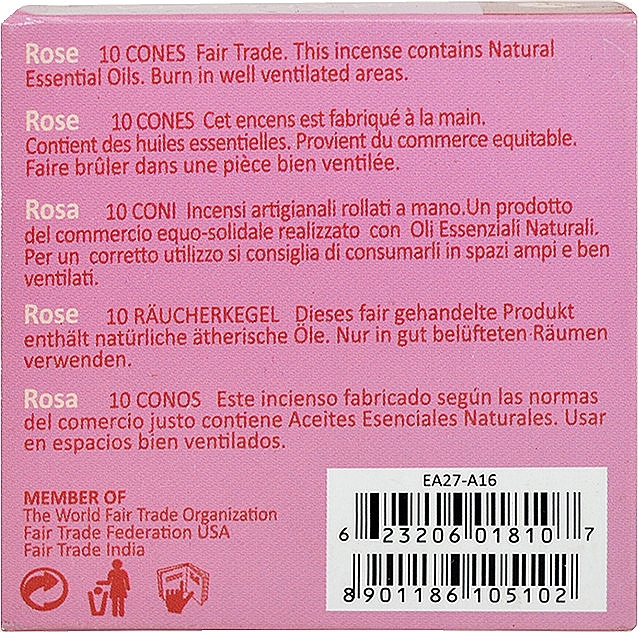 Rose 10 CONES Fair Trade. This incense contains Natural
Essential Oils. Burn in well ventilated areas.
Rose 10 CONES Cet encens est fabriqué à la main.
Contient des huiles essentielles. Provient du commerce equitable.
Faire brûler dans une pièce bien ventilée.
Rosa 10 CONI Incensi artigianali rollati a mano.Un prodotto
del commercio equo-solidale realizzato con Oli Essenziali Naturali.
Per un corretto utilizzo si consiglia di consumarli in spazi ampi e ben
ventilati.
Rose 10 RÄUCHERKEGEL Dieses fair gehandelte Produkt
enthält natürliche ätherische Öle. Nur in gut belüfteten Räumen
verwenden.
Rosa 10 CONOS Este incienso fabricado según las normas
del comercio justo contiene Aceites Esenciales Naturales. Usar
en espacios bien ventilados.
MEMBER OF
The World Fair Trade Organization
Fair Trade Federation USA
Fair Trade India
EA27-A16
6 23206 01810 7
8901186 105102